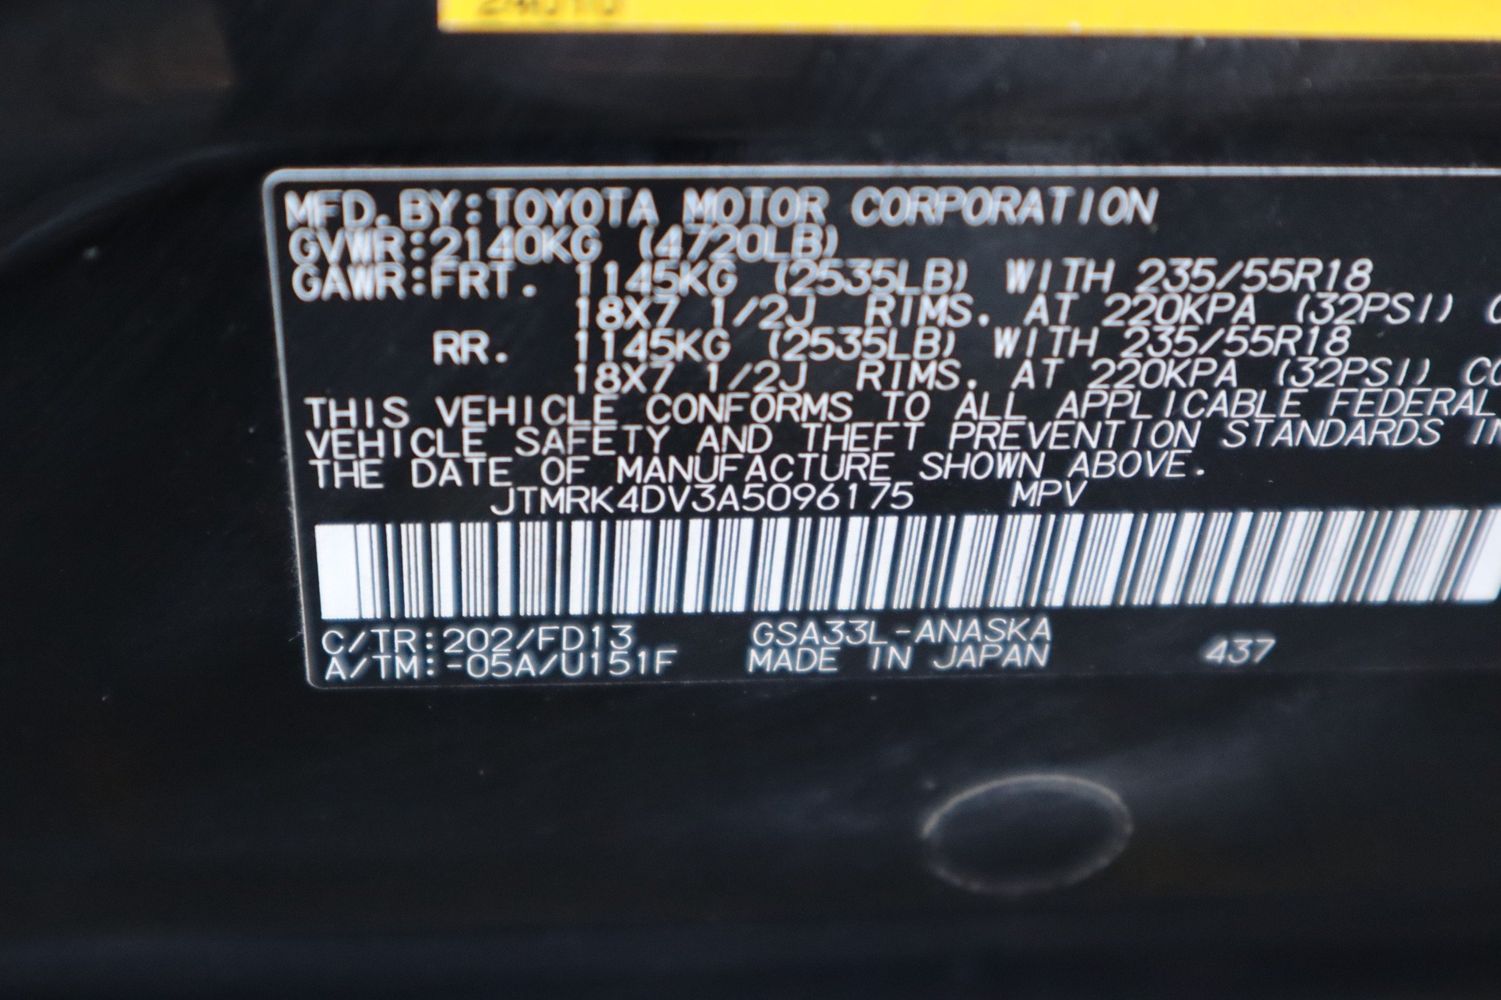 MFD. BY: TOYOTA MOTOR CORPORATION
GVWR: 2140KG (4720LB)
GAWR: FRT. 1145KG (2535LB) WITH 235/55R18
18X7 1/2J RIMS. AT 220KPA (32PSI)
RR. 1145KG (2535LB) WITH 235/55R18
18X7 1/2J RIMS. AT 220KPA (32PSI)
THIS VEHICLE CONFORMS TO ALL APPLICABLE FEDERAL
VEHICLE SAFETY AND THEFT PREVENTION STANDARDS IN
THE DATE OF MANUFACTURE SHOWN ABOVE.
JTMRK4DV3A5096175 MPV
C/TR: 202/FD13 GSA33L-ANASKA
A/TM: -05A/U151F MADE IN JAPAN 437